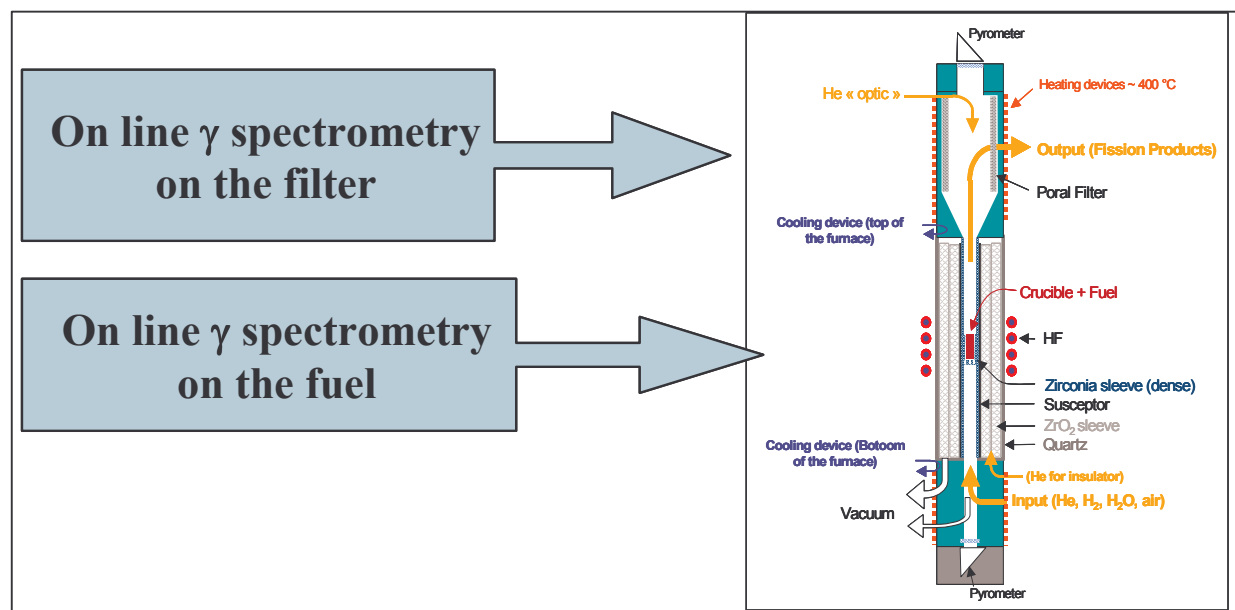 On line γ spectrometry
on the filter
On line γ spectrometry
on the fuel
Pyrometer
He « optic »
Heating devices ~ 400 °C
Output (Fission Products)
Poral Filter
Cooling device (top of
the furnace)
Crucible + Fuel
HF
Zirconia sleeve (dense)
Susceptor
ZrO₂ sleeve
Quartz
Cooling device (Botoom
of the furnace)
(He for insulator)
Input (He, H₂, H₂O, air)
Vacuum
Pyrometer